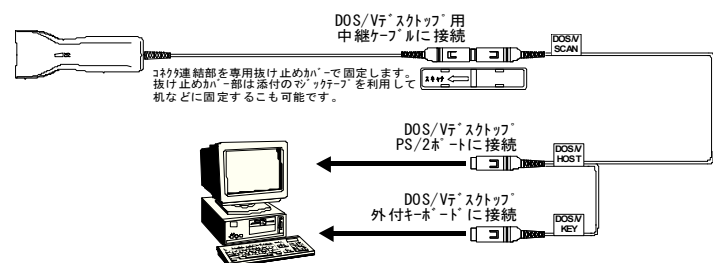 DOS/Vﾃﾞｽｸﾄｯﾌﾟ用
中継ｹｰﾌﾞﾙに接続
DOS/V
SCAN
ｺﾈｸﾀ連結部を専用抜け止めｶﾊﾞｰで固定します。
抜け止めｶﾊﾞｰ部は添付のﾏｼﾞｯｸﾃｰﾌﾟを利用して
机などに固定するこも可能です。
ｽｷｬﾅ
DOS/Vﾃﾞｽｸﾄｯﾌﾟ
PS/2ﾎﾟｰﾄに接続
DOS/V
HOST
DOS/Vﾃﾞｽｸﾄｯﾌﾟ
外付ｷｰﾎﾞｰﾄﾞに接続
DOS/V
KEY